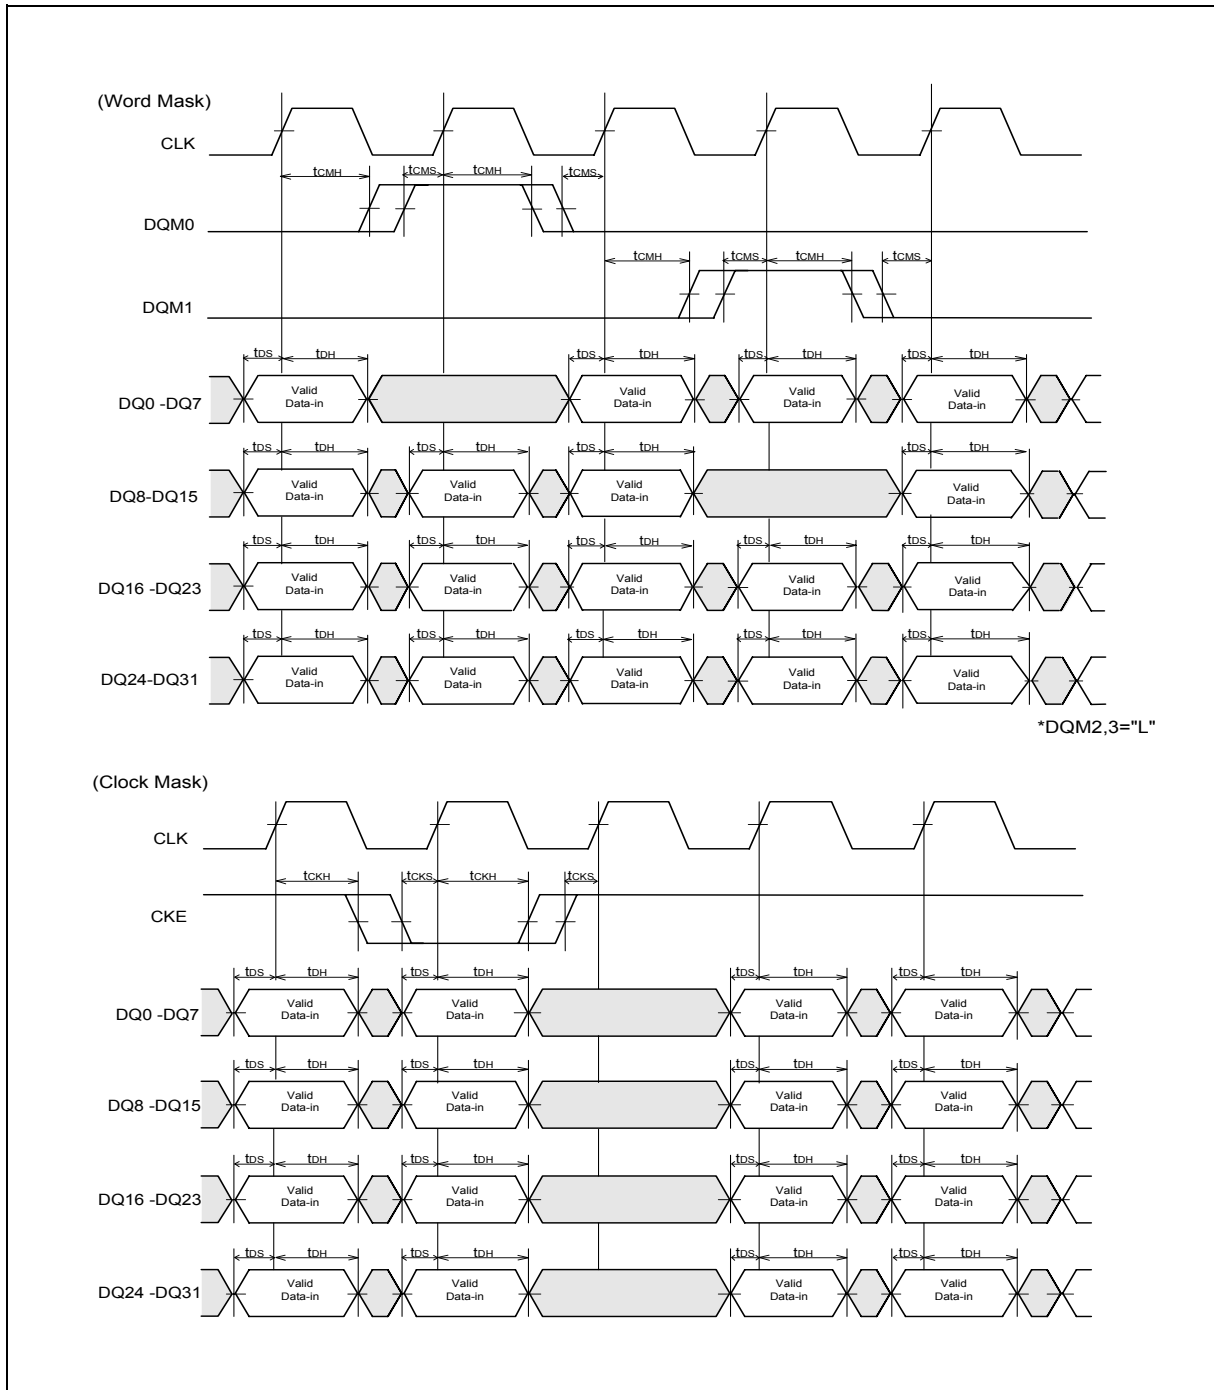 (Word Mask)
CLK
tCMH tCMS tCMH tCMS
DQM0
tCMH tCMS tCMH tCMS
DQM1
tDS tDH tDS tDH tDS tDH tDS tDH
DQ0 -DQ7
Valid Data-in Valid Data-in Valid Data-in Valid Data-in
tDS tDH tDS tDH tDS tDH tDS tDH
DQ8-DQ15
Valid Data-in Valid Data-in Valid Data-in Valid Data-in
tDS tDH tDS tDH tDS tDH tDS tDH tDS tDH
DQ16 -DQ23
Valid Data-in Valid Data-in Valid Data-in Valid Data-in Valid Data-in
tDS tDH tDS tDH tDS tDH tDS tDH tDS tDH
DQ24-DQ31
Valid Data-in Valid Data-in Valid Data-in Valid Data-in Valid Data-in
*DQM2,3="L"
(Clock Mask)
CLK
tCKH tCKS tCKH tCKS
CKE
tDS tDH tDS tDH tDS tDH tDS tDH
DQ0 -DQ7
Valid Data-in Valid Data-in Valid Data-in Valid Data-in
tDS tDH tDS tDH tDS tDH tDS tDH
DQ8 -DQ15
Valid Data-in Valid Data-in Valid Data-in Valid Data-in
tDS tDH tDS tDH tDS tDH tDS tDH
DQ16 -DQ23
Valid Data-in Valid Data-in Valid Data-in Valid Data-in
tDS tDH tDS tDH tDS tDH tDS tDH
DQ24 -DQ31
Valid Data-in Valid Data-in Valid Data-in Valid Data-in